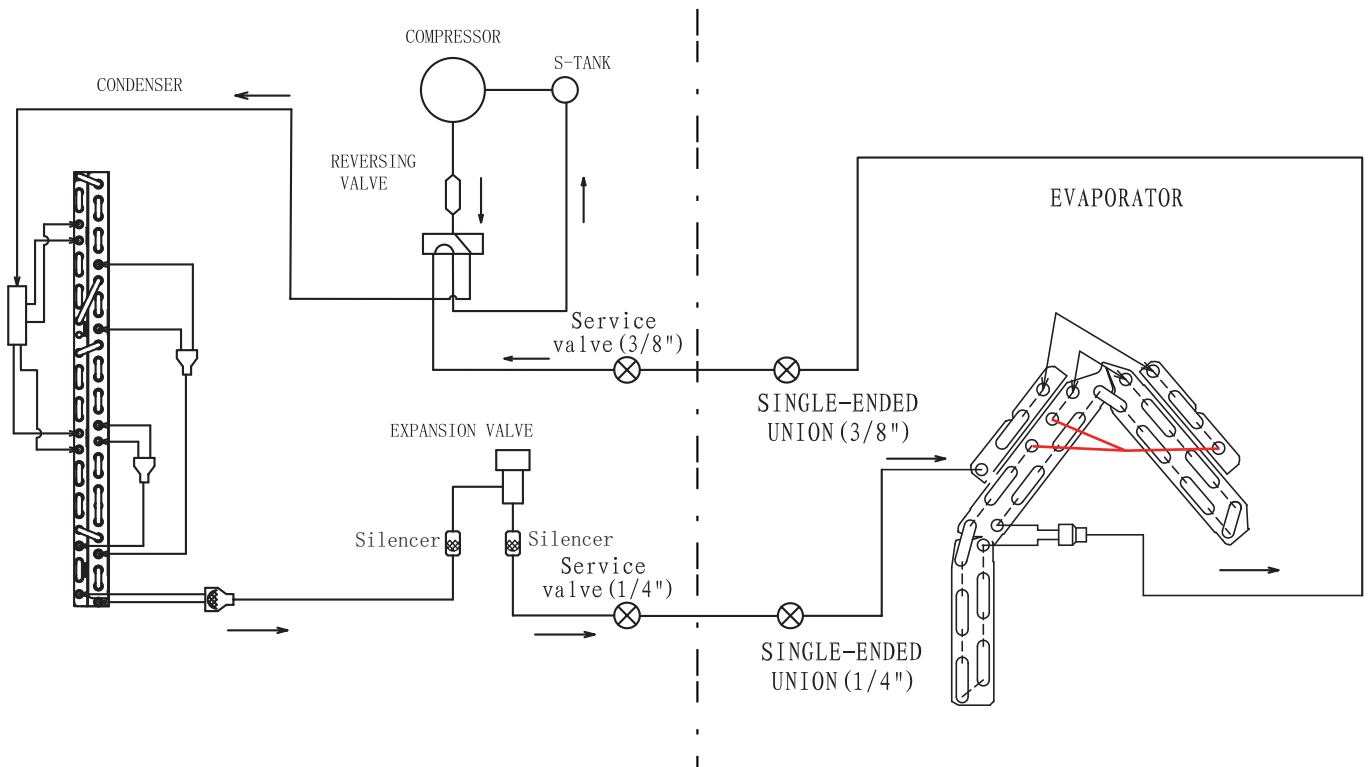 COMPRESSOR
S-TANK
CONDENSER
REVERSING
VALVE
EVAPORATOR
Service
valve(3/8")
SINGLE-ENDED
UNION(3/8")
EXPANSION VALVE
Silencer
Silencer
Service
valve(1/4")
SINGLE-ENDED
UNION(1/4")